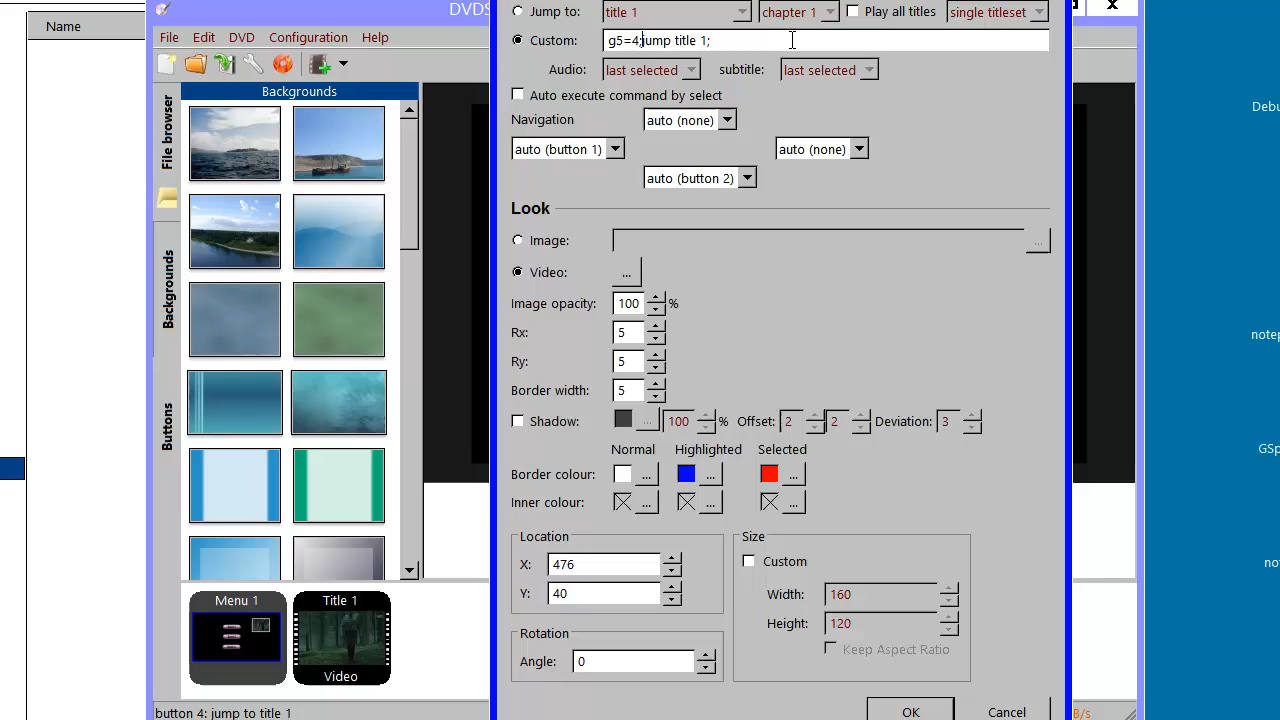 Name
DVDS
File Edit DVD Configuration Help
Backgrounds
File browser
Backgrounds
Buttons
Menu 1
Title 1
Video
button 4: jump to title 1
Jump to: title 1 chapter 1 Play all titles single titleset
Custom: g5=4;jump title 1;
Audio: last selected subtitle: last selected
Auto execute command by select
Navigation auto (none)
auto (button 1) auto (none)
auto (button 2)
Look
Image: ...
Video: ...
Image opacity: 100 %
Rx: 5
Ry: 5
Border width: 5
Shadow: ... 100 % Offset: 2 2 Deviation: 3
Normal Highlighted Selected
Border colour: ... ... ...
Inner colour: ... ... ...
Location
X: 476
Y: 40
Size
Custom
Width: 160
Height: 120
Keep Aspect Ratio
Rotation
Angle: 0
OK Cancel
B/s
Debu
notep
GSp
not